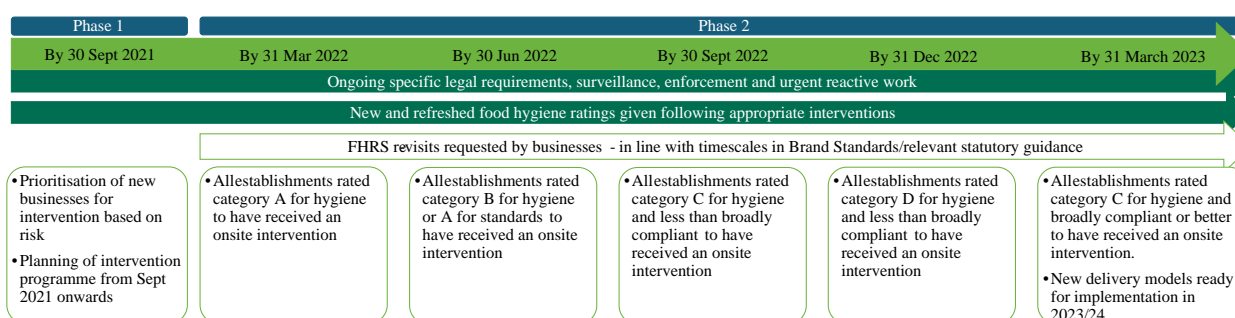 Phase 1
Phase 2
By 30 Sept 2021
By 31 Mar 2022
By 30 Jun 2022
By 30 Sept 2022
By 31 Dec 2022
By 31 March 2023
Ongoing specific legal requirements, surveillance, enforcement and urgent reactive work
New and refreshed food hygiene ratings given following appropriate interventions
FHRS revisits requested by businesses - in line with timescales in Brand Standards/relevant statutory guidance
•Prioritisation of new
businesses for
intervention based on
risk
•Planning of intervention
programme from Sept
2021 onwards
•Allestablishments rated
category A for hygiene
to have received an
onsite intervention
•Allestablishments rated
category B for hygiene
or A for standards to
have received an onsite
intervention
•Allestablishments rated
category C for hygiene
and less than broadly
compliant to have
received an onsite
intervention
•Allestablishments rated
category D for hygiene
and less than broadly
compliant to have
received an onsite
intervention
•Allestablishments rated
category C for hygiene and
broadly compliant or better
to have received an onsite
intervention.
•New delivery models ready
for implementation in
2023/24